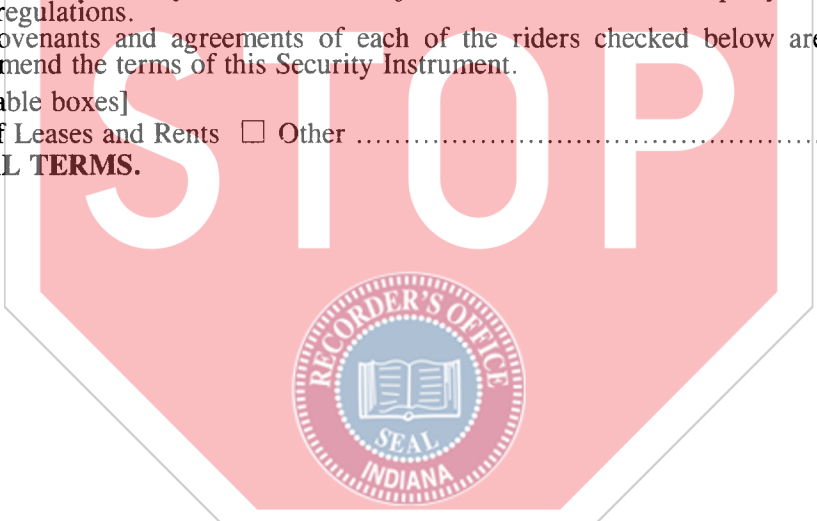 regulations.
ovenants and agreements of each of the riders checked below are
mend the terms of this Security Instrument.
able boxes]
f Leases and Rents ☐ Other ............................................................
L TERMS.
STOP
RECORDER'S OFFICE
SEAL
INDIANA